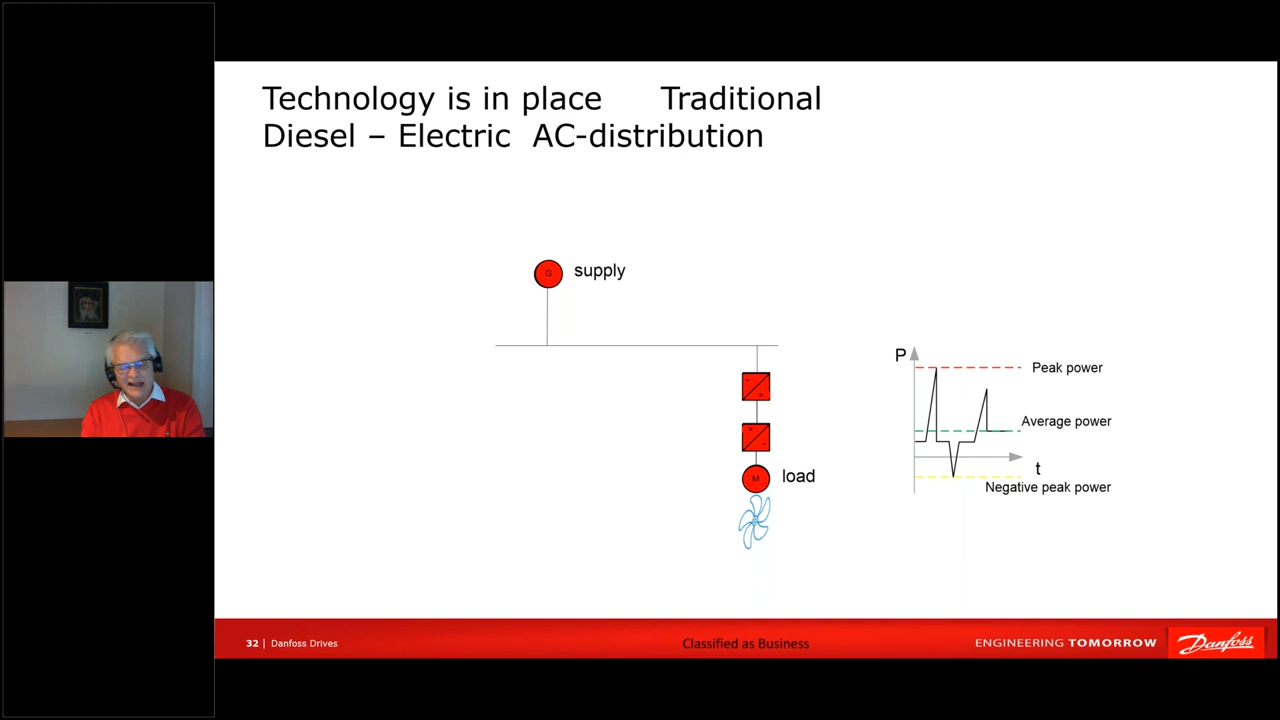 Technology is in place Traditional
Diesel – Electric AC-distribution
G
supply
M
load
P
Peak power
Average power
t
Negative peak power
32 | Danfoss Drives
Classified as Business
ENGINEERING TOMORROW
Danfoss